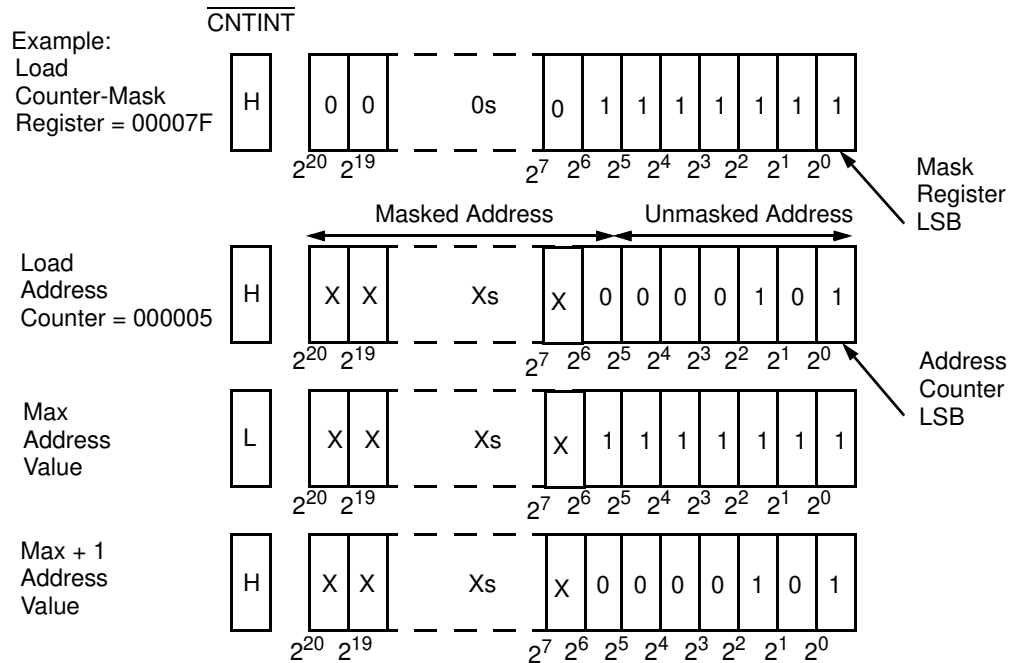 CNTINT
Example:
Load
Counter-Mask
Register = 00007F
H
0 0 0s 0 1 1 1 1 1 1 1
2^20 2^19 2^7 2^6 2^5 2^4 2^3 2^2 2^1 2^0
Mask
Register
LSB
Masked Address Unmasked Address
Load
Address
Counter = 000005
H
X X Xs X 0 0 0 0 1 0 1
2^20 2^19 2^7 2^6 2^5 2^4 2^3 2^2 2^1 2^0
Address
Counter
LSB
Max
Address
Value
L
X X Xs X 1 1 1 1 1 1 1
2^20 2^19 2^7 2^6 2^5 2^4 2^3 2^2 2^1 2^0
Max + 1
Address
Value
H
X X Xs X 0 0 0 0 1 0 1
2^20 2^19 2^7 2^6 2^5 2^4 2^3 2^2 2^1 2^0